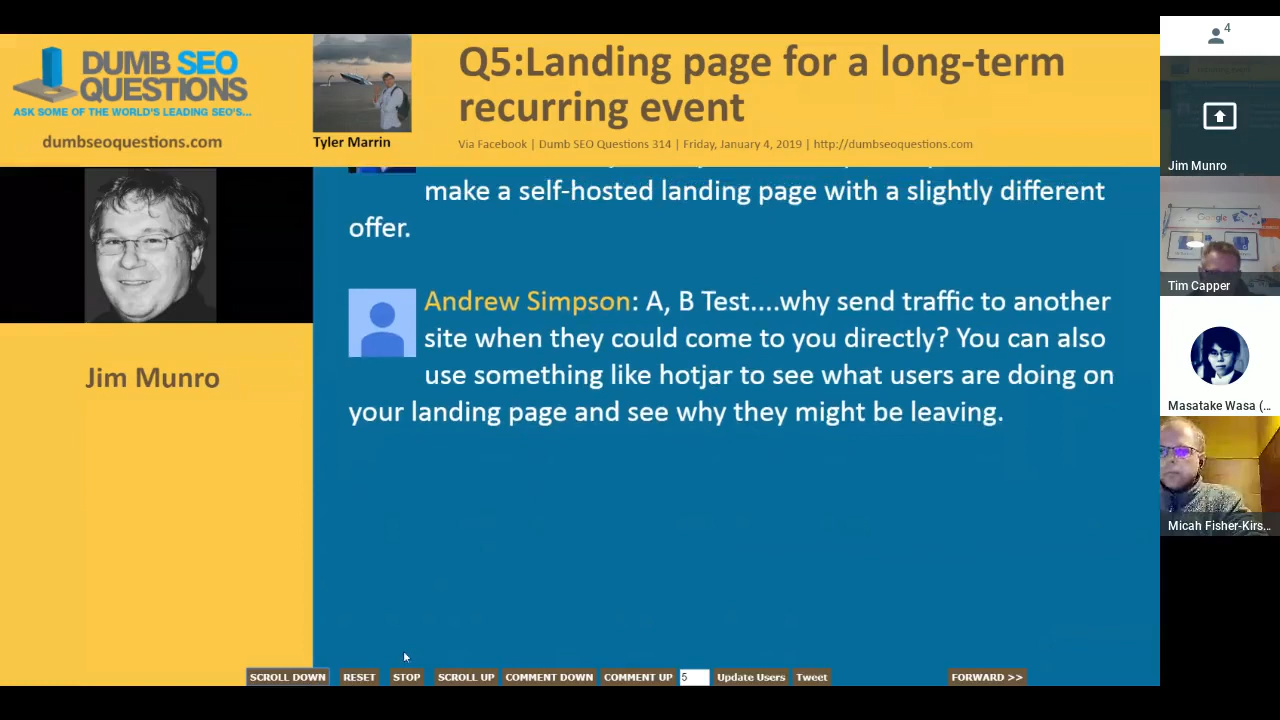 DUMB SEO
QUESTIONS
ASK SOME OF THE WORLD'S LEADING SEO'S...
dumbseoquestions.com
Tyler Marrin
Q5:Landing page for a long-term
recurring event
Via Facebook | Dumb SEO Questions 314 | Friday, January 4, 2019 | http://dumbseoquestions.com
make a self-hosted landing page with a slightly different
offer.
Andrew Simpson: A, B Test....why send traffic to another
site when they could come to you directly? You can also
use something like hotjar to see what users are doing on
your landing page and see why they might be leaving.
Jim Munro
SCROLL DOWN
RESET
STOP
SCROLL UP
COMMENT DOWN
COMMENT UP
5
Update Users
Tweet
FORWARD >>
4
Jim Munro
Google
Tim Capper
Masatake Wasa (...
Micah Fisher-Kirs...